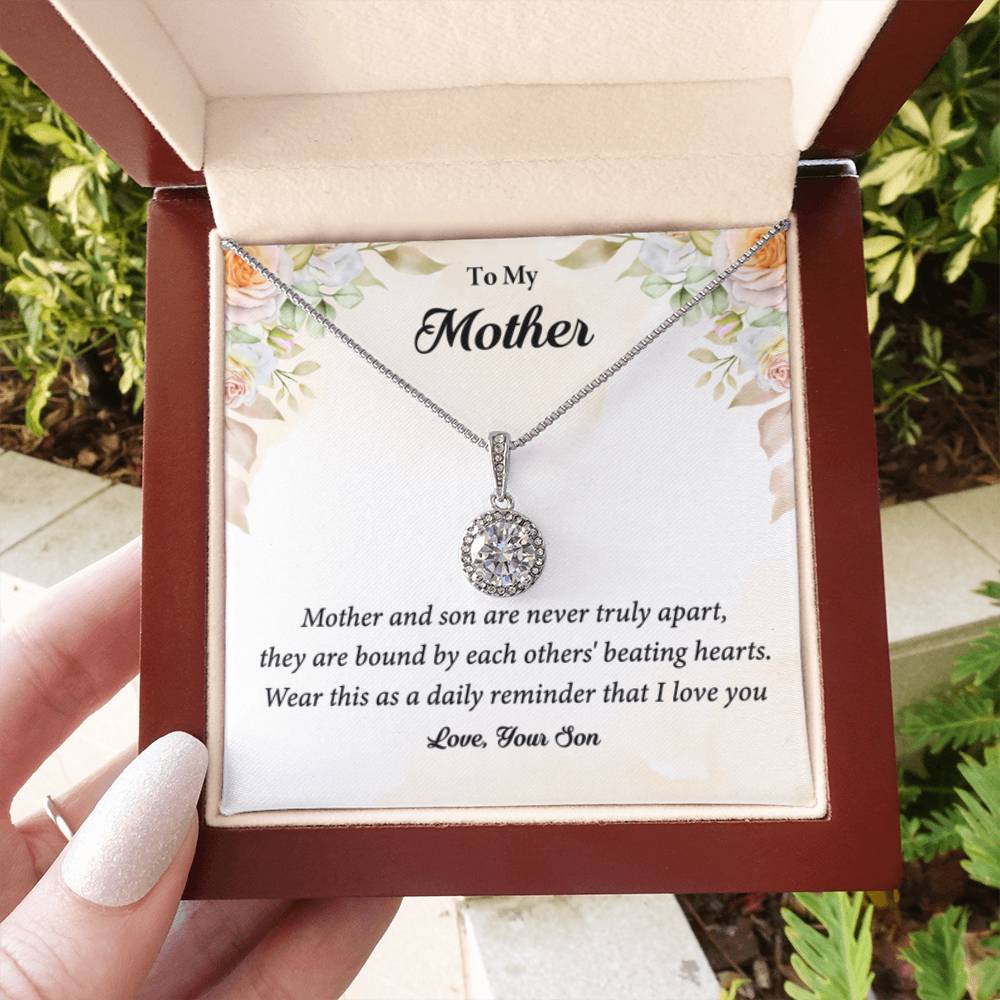 To My
Mother
Mother and son are never truly apart,
they are bound by each others' beating hearts.
Wear this as a daily reminder that I love you
Love, Your Son